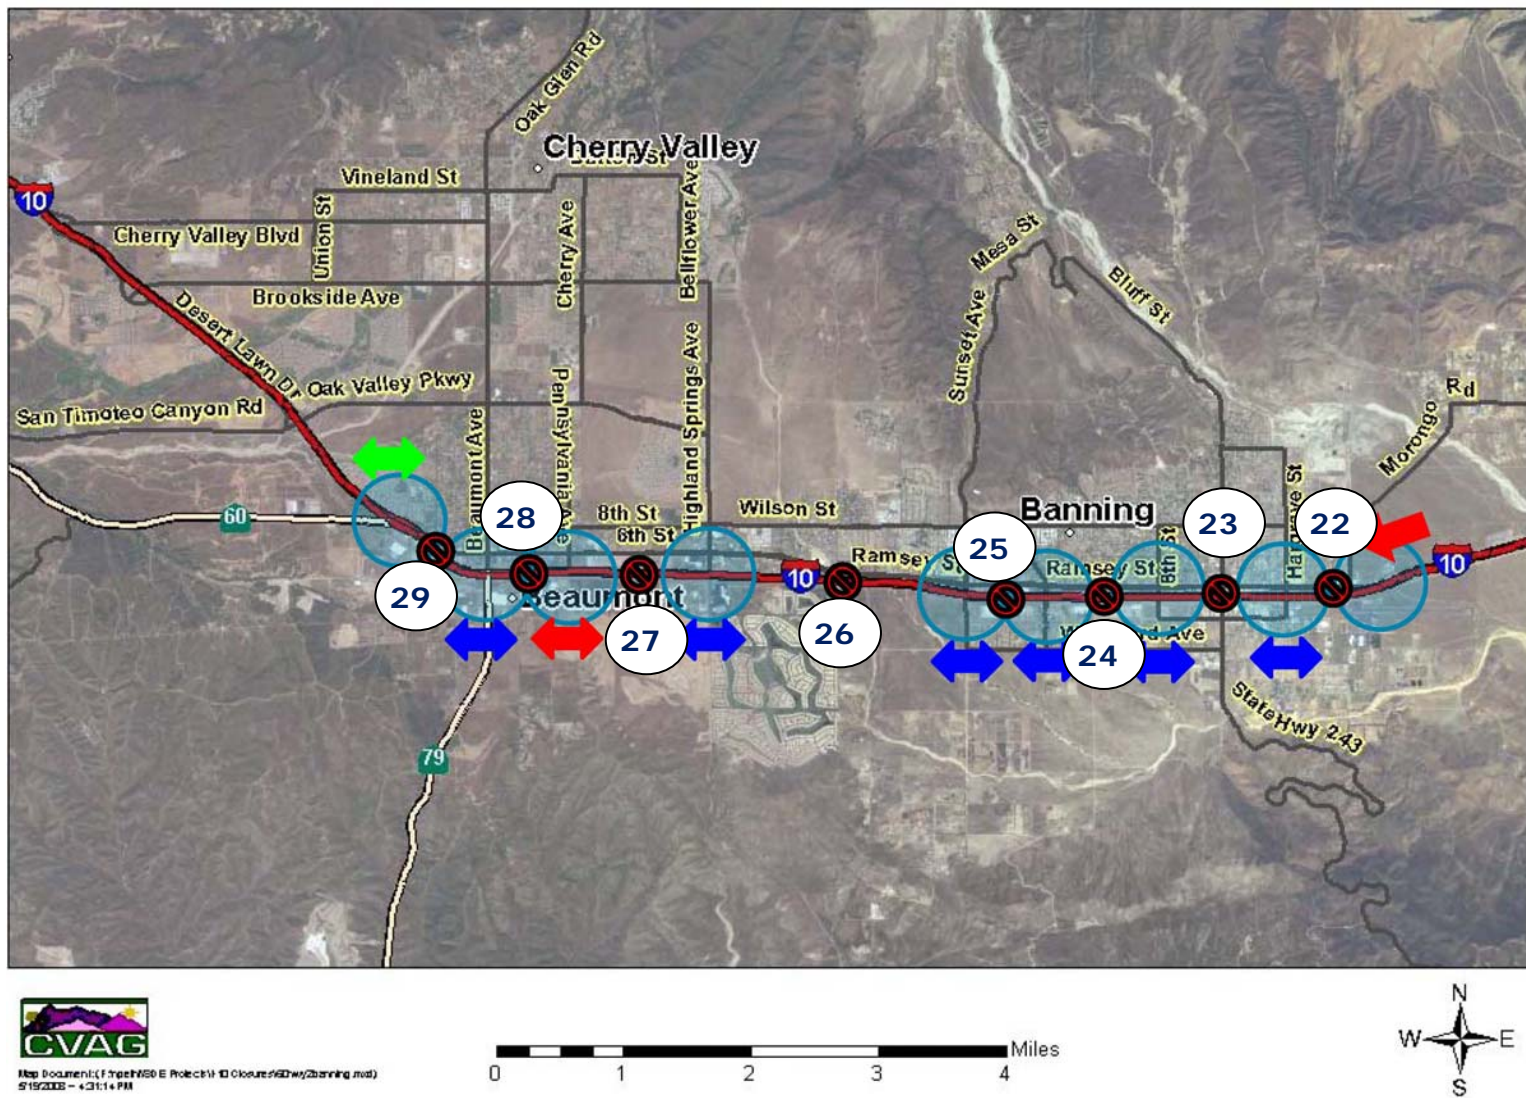 Oak Glen Rd
Cherry Valley
Vineland St
10
Cherry Valley Blvd
Union St
Cherry Ave
Bellflower Ave
Brookside Ave
Desert Lawn Dr
Oak Valley Pkwy
San Timoteo Canyon Rd
Beaumont Ave
Pennsylvania Ave
Highland Springs Ave
Mesa St
Bluff St
Sunset Ave
Morongo Rd
60
28
8th St
6th St
Wilson St
Banning
25
23
22
Hargrave St
8th St
Ramsey St
Ramsey St
10
10
29
Beaumont
27
26
24
State Hwy 243
79
CVAG
0 1 2 3 4 Miles
N
W E
S